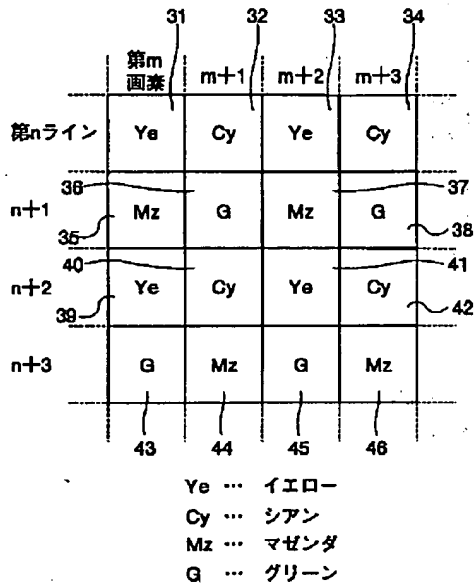 31 32 33 34
第m
画素 m+1 m+2 m+3
第nライン Ye Cy Ye Cy
36 37
n+1 Mz G Mz G
35 38
40 41
n+2 Ye Cy Ye Cy
39 42
n+3 G Mz G Mz
43 44 45 46
Ye … イエロー
Cy … シアン
Mz … マゼンダ
G … グリーン